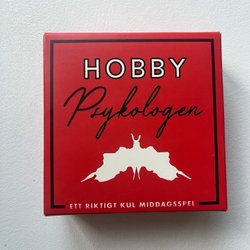 HOBBY
Psykologen
ETT RIKTIGT KUL MIDDAGSSPEL